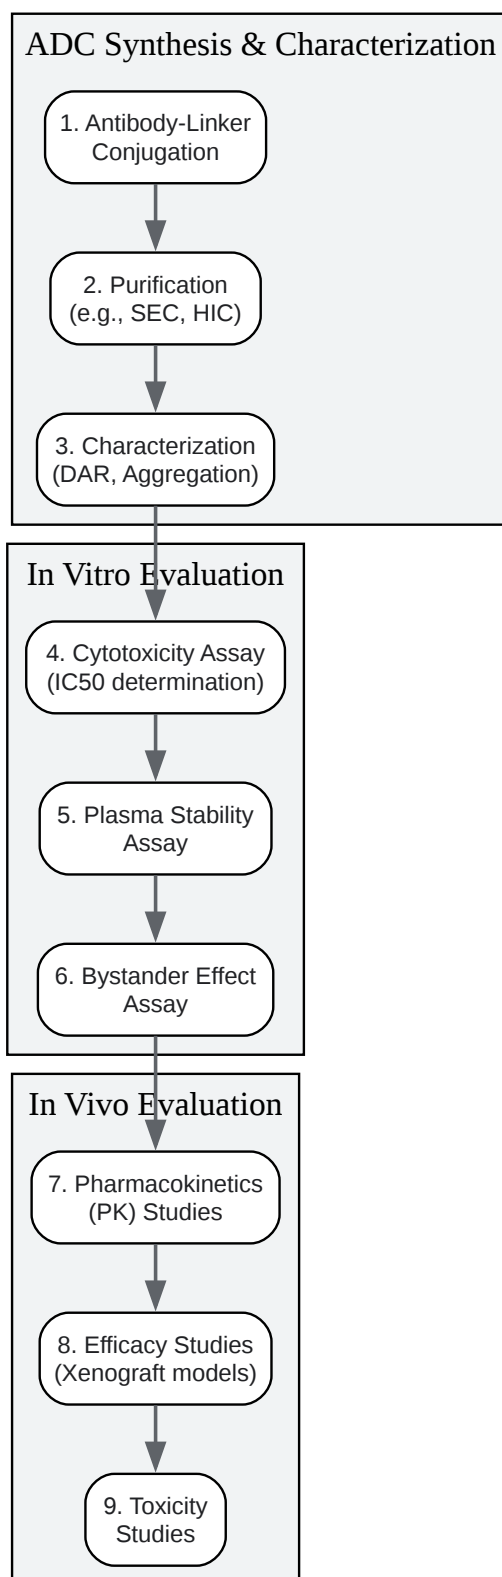 ADC Synthesis & Characterization
1. Antibody-Linker
Conjugation
2. Purification
(e.g., SEC, HIC)
3. Characterization
(DAR, Aggregation)
In Vitro Evaluation
4. Cytotoxicity Assay
(IC50 determination)
5. Plasma Stability
Assay
6. Bystander Effect
Assay
In Vivo Evaluation
7. Pharmacokinetics
(PK) Studies
8. Efficacy Studies
(Xenograft models)
9. Toxicity
Studies